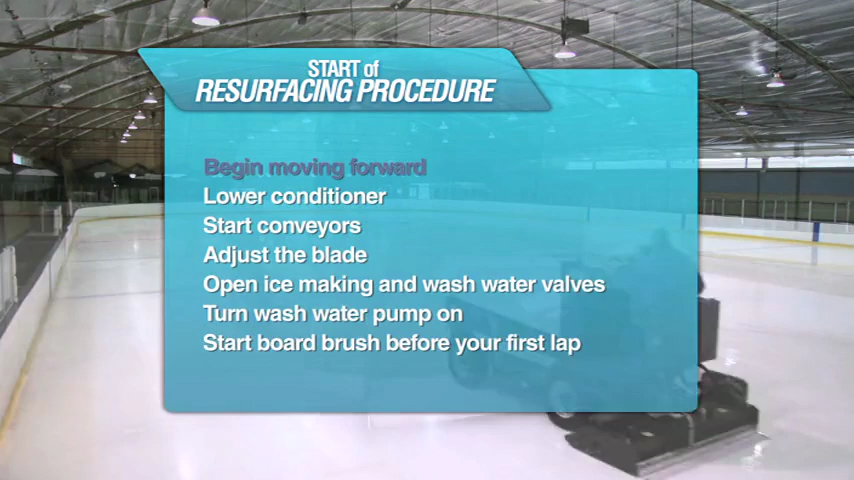 START of
RESURFACING PROCEDURE
Begin moving forward
Lower conditioner
Start conveyors
Adjust the blade
Open ice making and wash water valves
Turn wash water pump on
Start board brush before your first lap